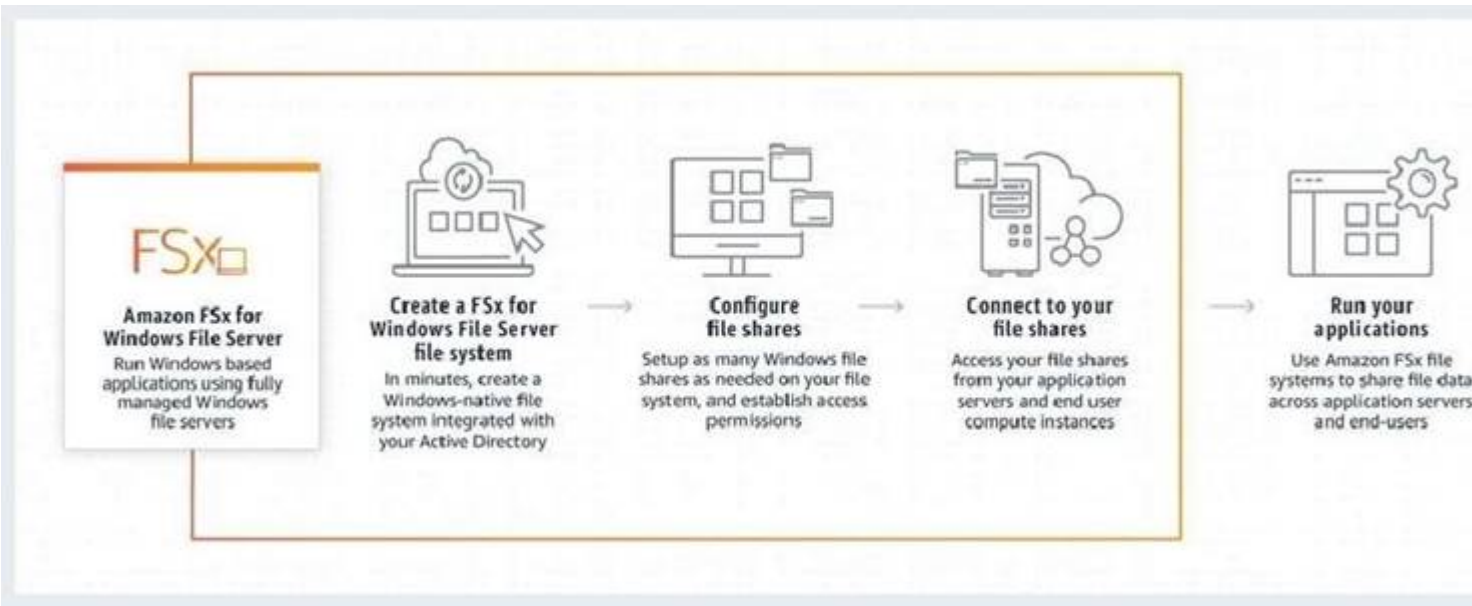 FSx
Amazon FSx for
Windows File Server
Run Windows based
applications using fully
managed Windows
file servers
Create a FSx for
Windows File Server
file system
In minutes, create a
Windows-native file
system integrated with
your Active Directory
Configure
file shares
Setup as many Windows file
shares as needed on your file
system, and establish access
permissions
Connect to your
file shares
Access your file shares
from your application
servers and end user
compute instances
Run your
applications
Use Amazon FSx file
systems to share file data
across application servers
and end-users